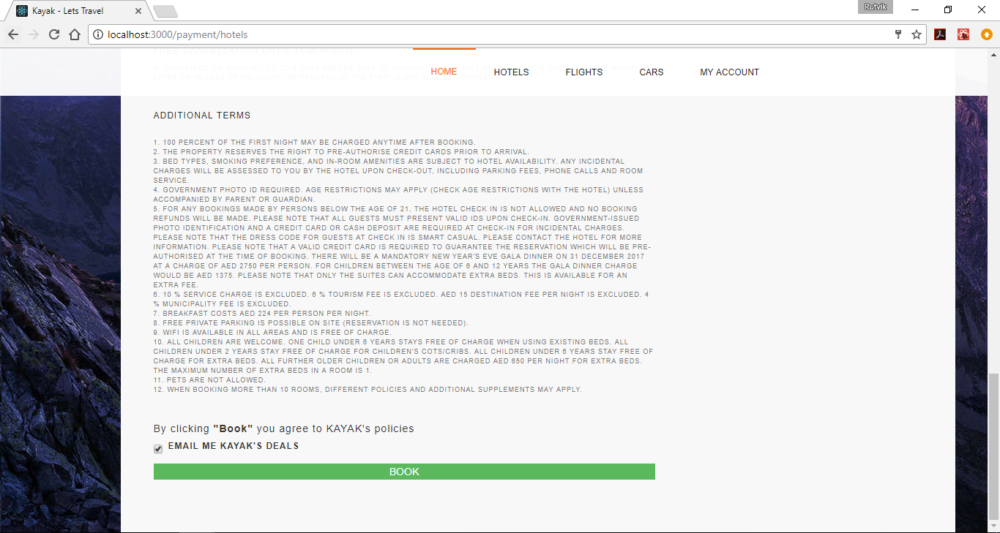 Kayak - Lets Travel
Rutvik
localhost:3000/payment/hotels
FREE CANCELLATION UNTIL TOMORROW
HOME
HOTELS
FLIGHTS
CARS
MY ACCOUNT
ADDITIONAL TERMS
1. 100 PERCENT OF THE FIRST NIGHT MAY BE CHARGED ANYTIME AFTER BOOKING.
2. THE PROPERTY RESERVES THE RIGHT TO PRE-AUTHORISE CREDIT CARDS PRIOR TO ARRIVAL.
3. BED TYPES, SMOKING PREFERENCE, AND IN-ROOM AMENITIES ARE SUBJECT TO HOTEL AVAILABILITY. ANY INCIDENTAL
CHARGES WILL BE ASSESSED TO YOU BY THE HOTEL UPON CHECK-OUT, INCLUDING PARKING FEES, PHONE CALLS AND ROOM
SERVICE.
4. GOVERNMENT PHOTO ID REQUIRED. AGE RESTRICTIONS MAY APPLY (CHECK AGE RESTRICTIONS WITH THE HOTEL) UNLESS
ACCOMPANIED BY PARENT OR GUARDIAN.
5. FOR ANY BOOKINGS MADE BY PERSONS BELOW THE AGE OF 21, THE HOTEL CHECK IN IS NOT ALLOWED AND NO BOOKING
REFUNDS WILL BE MADE. PLEASE NOTE THAT ALL GUESTS MUST PRESENT VALID IDS UPON CHECK-IN. GOVERNMENT-ISSUED
PHOTO IDENTIFICATION AND A CREDIT CARD OR CASH DEPOSIT ARE REQUIRED AT CHECK-IN FOR INCIDENTAL CHARGES.
PLEASE NOTE THAT THE DRESS CODE FOR GUESTS AT CHECK IN IS SMART CASUAL. PLEASE CONTACT THE HOTEL FOR MORE
INFORMATION. PLEASE NOTE THAT A VALID CREDIT CARD IS REQUIRED TO GUARANTEE THE RESERVATION WHICH WILL BE PRE-
AUTHORISED AT THE TIME OF BOOKING. THERE WILL BE A MANDATORY NEW YEAR'S EVE GALA DINNER ON 31 DECEMBER 2017
AT A CHARGE OF AED 2750 PER PERSON. FOR CHILDREN BETWEEN THE AGE OF 6 AND 12 YEARS THE GALA DINNER CHARGE
WOULD BE AED 1375. PLEASE NOTE THAT ONLY THE SUITES CAN ACCOMMODATE EXTRA BEDS. THIS IS AVAILABLE FOR AN
EXTRA FEE.
6. 10 % SERVICE CHARGE IS EXCLUDED. 6 % TOURISM FEE IS EXCLUDED. AED 15 DESTINATION FEE PER NIGHT IS EXCLUDED. 4
% MUNICIPALITY FEE IS EXCLUDED.
7. BREAKFAST COSTS AED 224 PER PERSON PER NIGHT.
8. FREE PRIVATE PARKING IS POSSIBLE ON SITE (RESERVATION IS NOT NEEDED).
9. WIFI IS AVAILABLE IN ALL AREAS AND IS FREE OF CHARGE.
10. ALL CHILDREN ARE WELCOME. ONE CHILD UNDER 6 YEARS STAYS FREE OF CHARGE WHEN USING EXISTING BEDS. ALL
CHILDREN UNDER 2 YEARS STAY FREE OF CHARGE FOR CHILDREN'S COTS/CRIBS. ALL CHILDREN UNDER 6 YEARS STAY FREE OF
CHARGE FOR EXTRA BEDS. ALL FURTHER OLDER CHILDREN OR ADULTS ARE CHARGED AED 650 PER NIGHT FOR EXTRA BEDS.
THE MAXIMUM NUMBER OF EXTRA BEDS IN A ROOM IS 1.
11. PETS ARE NOT ALLOWED.
12. WHEN BOOKING MORE THAN 10 ROOMS, DIFFERENT POLICIES AND ADDITIONAL SUPPLEMENTS MAY APPLY.
By clicking "Book" you agree to KAYAK's policies
EMAIL ME KAYAK'S DEALS
BOOK